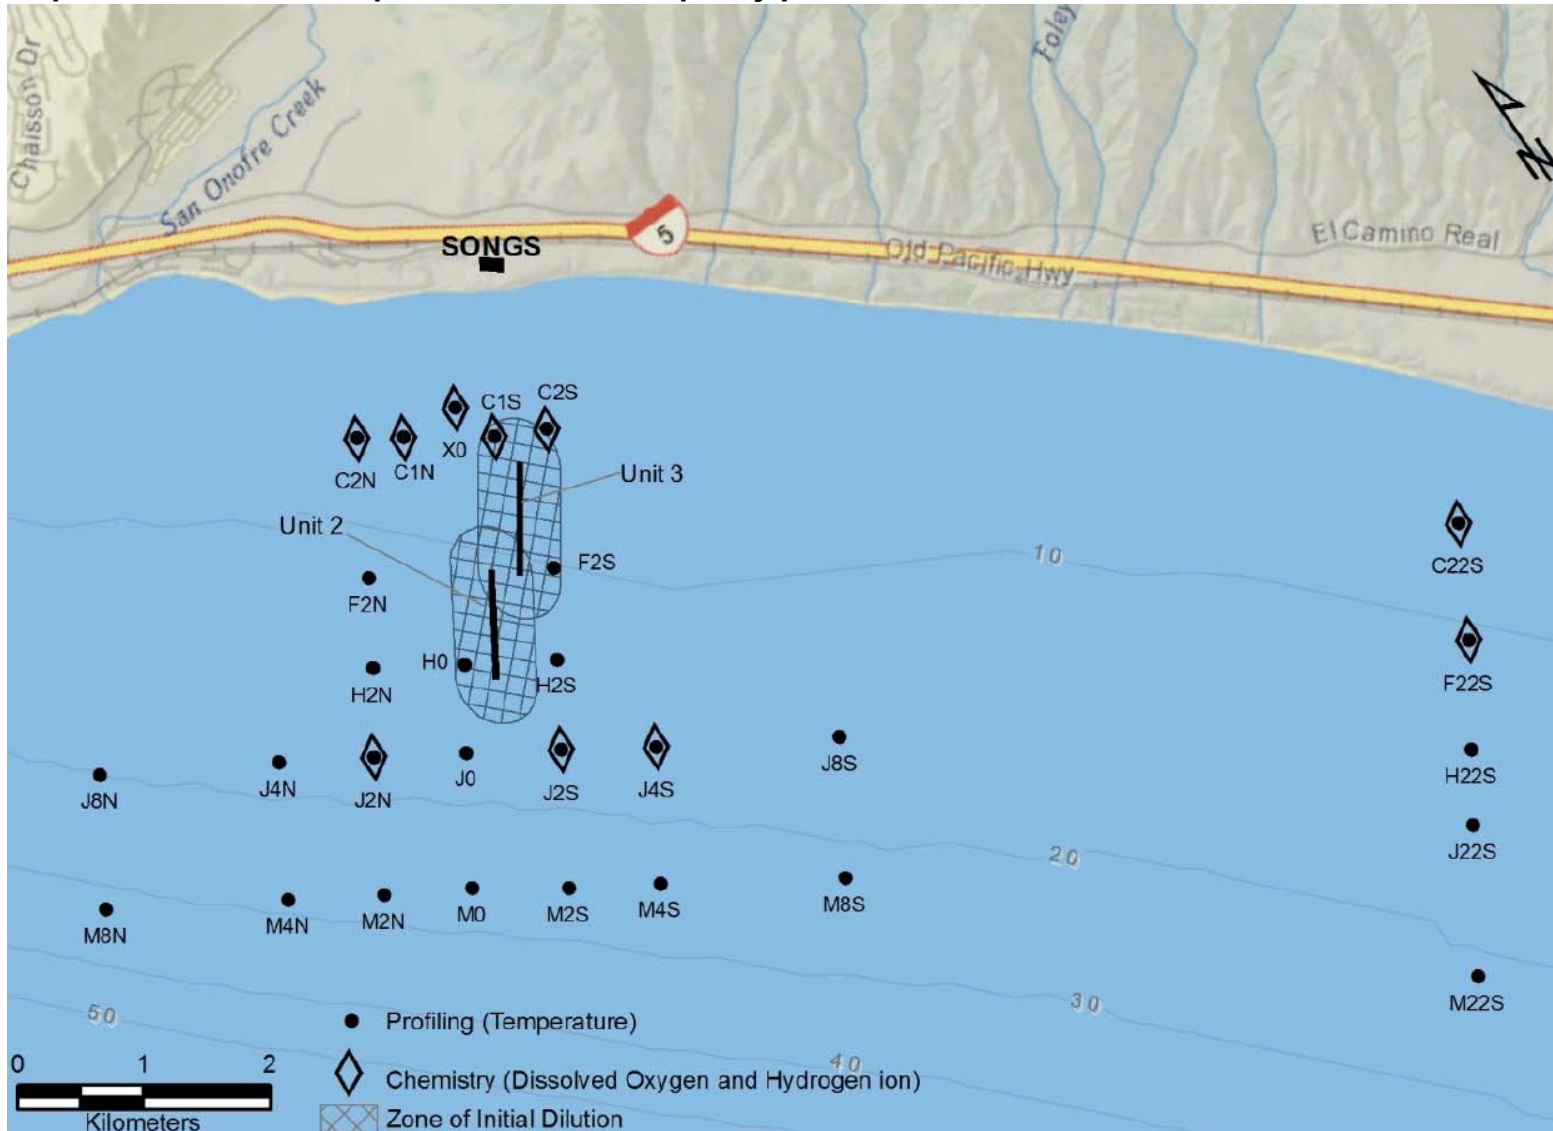 Chaisson Dr
San Onofre Creek
Foley
N
5
SONGS
Old Pacific Hwy
El Camino Real
C1S
C2S
X0
C2N
C1N
Unit 3
Unit 2
10
F2S
C22S
F2N
H0
H2N
H2S
F22S
J8N
J4N
J2N
J0
J2S
J4S
J8S
H22S
20
J22S
M8N
M4N
M2N
M0
M2S
M4S
M8S
M22S
50
30
40
Profiling (Temperature)
Chemistry (Dissolved Oxygen and Hydrogen ion)
Zone of Initial Dilution
0 1 2
Kilometers